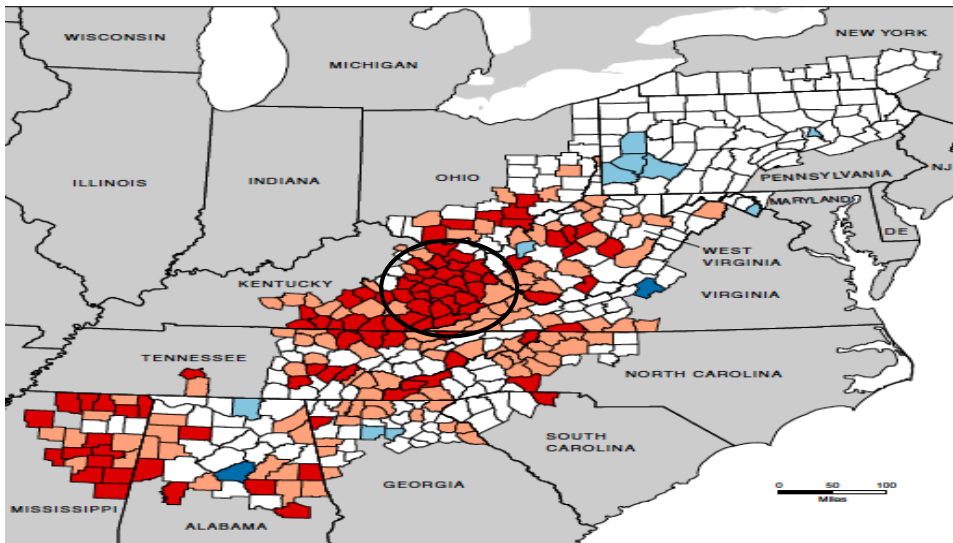 WISCONSIN
MICHIGAN
NEW YORK
ILLINOIS
INDIANA
OHIO
PENNSYLVANIA
NJ
MARYLAND
DE
WEST
VIRGINIA
KENTUCKY
VIRGINIA
TENNESSEE
NORTH CAROLINA
SOUTH
CAROLINA
GEORGIA
MISSISSIPPI
ALABAMA
0 50 100
Miles